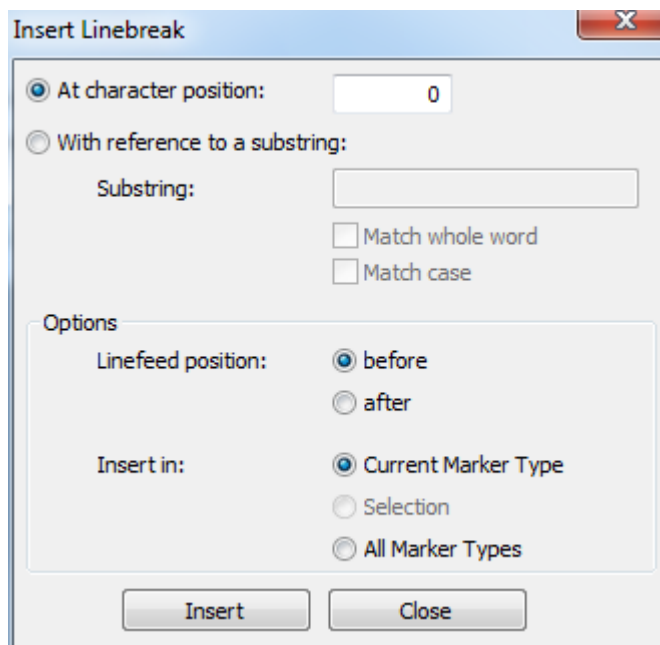 Insert Linebreak
At character position: 0
With reference to a substring:
Substring:
Match whole word
Match case
Options
Linefeed position: before
after
Insert in: Current Marker Type
Selection
All Marker Types
Insert Close